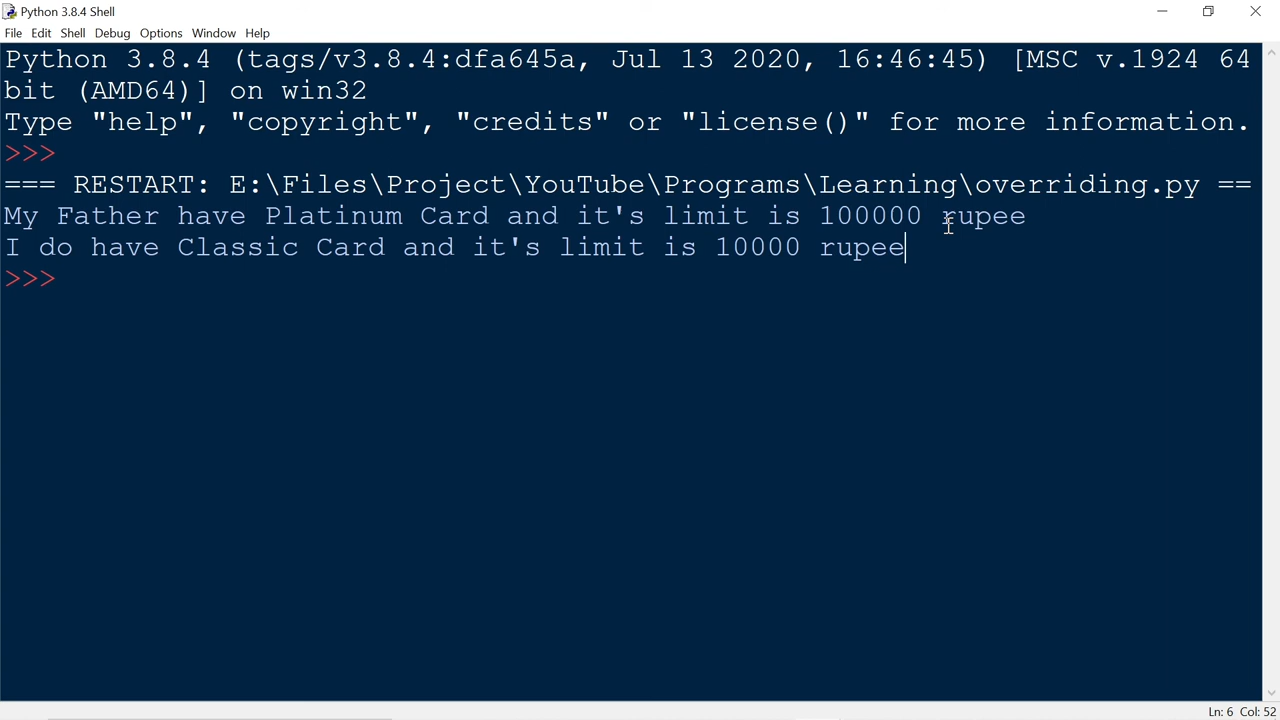 Python 3.8.4 Shell
File Edit Shell Debug Options Window Help
Python 3.8.4 (tags/v3.8.4:dfa645a, Jul 13 2020, 16:46:45) [MSC v.1924 64
bit (AMD64)] on win32
Type "help", "copyright", "credits" or "license()" for more information.
>>>
=== RESTART: E:\Files\Project\YouTube\Programs\Learning\overriding.py ==
My Father have Platinum Card and it's limit is 100000 rupee
I do have Classic Card and it's limit is 10000 rupee
>>>
Ln: 6 Col: 52